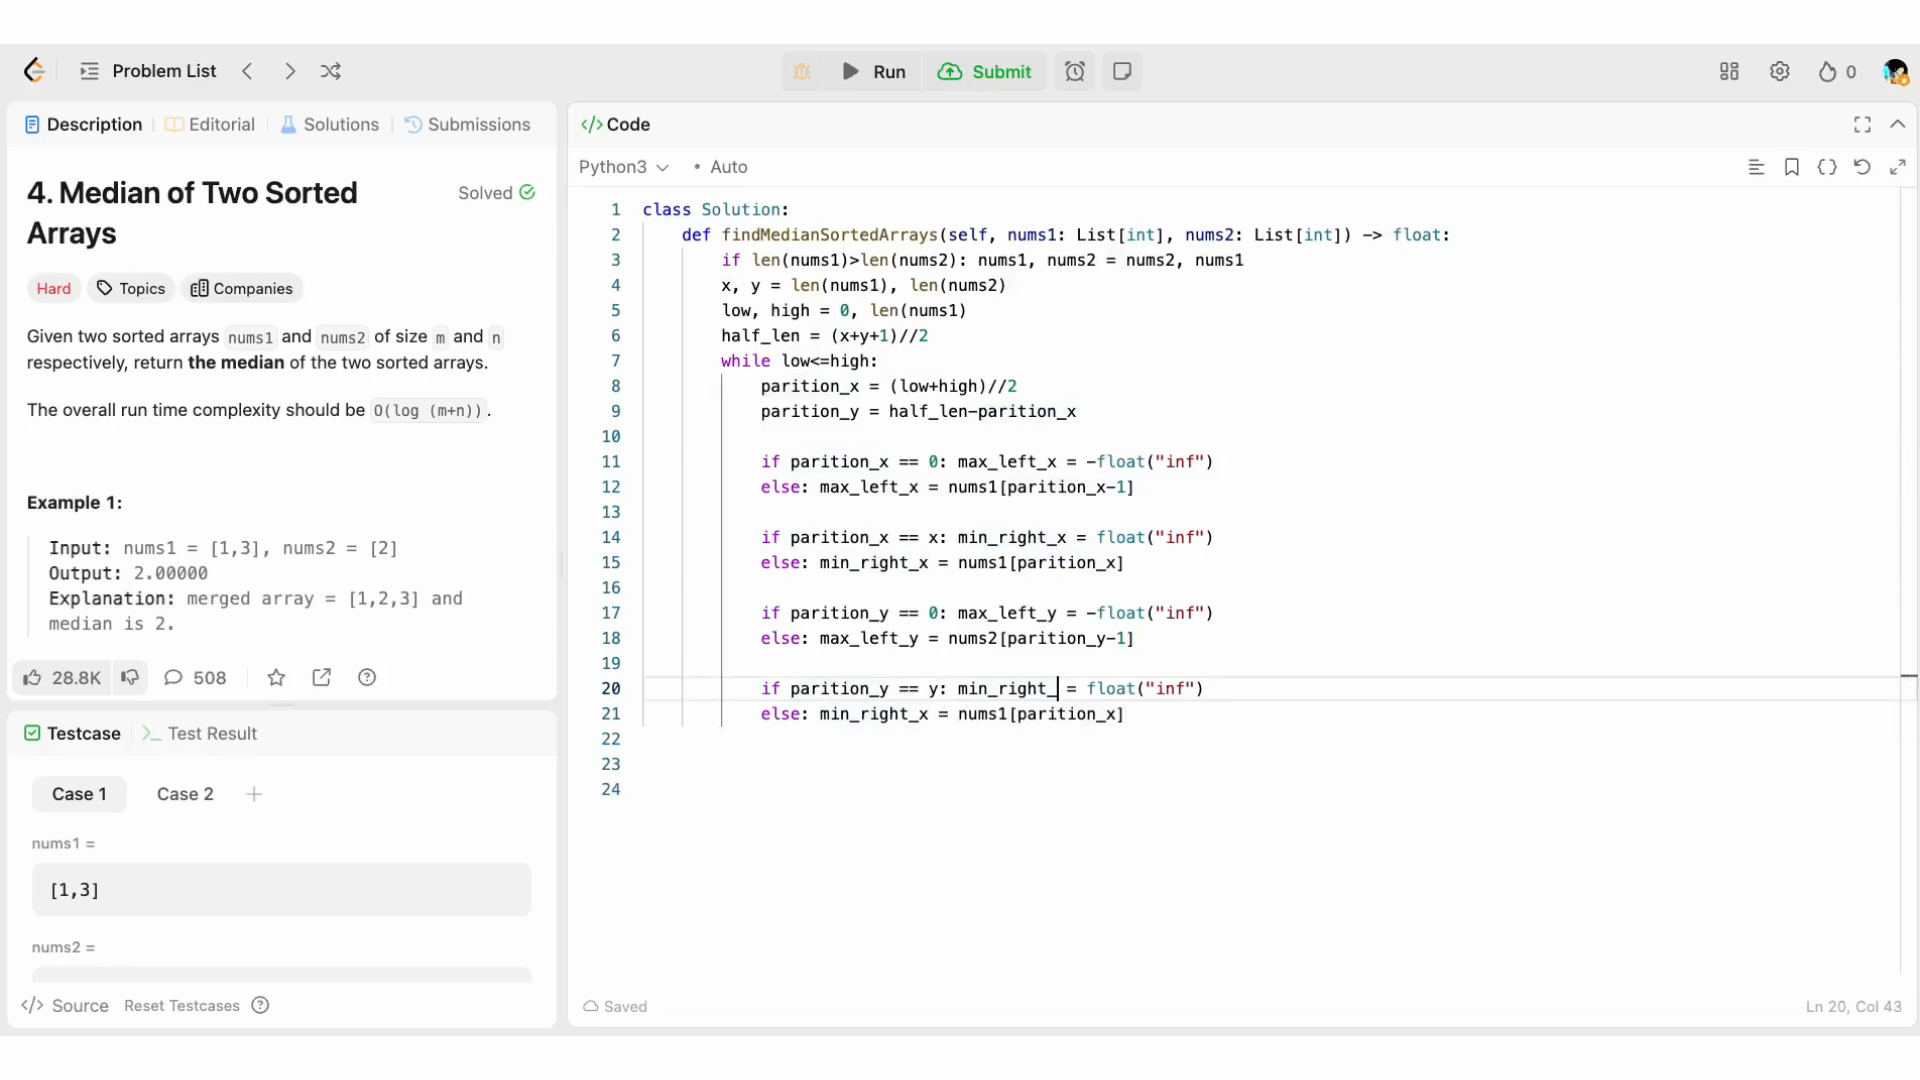 Problem List
Run
Submit
0
Description
Editorial
Solutions
Submissions
4. Median of Two Sorted
Arrays
Solved
Hard
Topics
Companies
Given two sorted arrays nums1 and nums2 of size m and n
respectively, return the median of the two sorted arrays.
The overall run time complexity should be O(log (m+n)).
Example 1:
Input: nums1 = [1,3], nums2 = [2]
Output: 2.00000
Explanation: merged array = [1,2,3] and
median is 2.
28.8K
508
Testcase
Test Result
Case 1
Case 2
nums1 =
[1,3]
nums2 =
Source
Reset Testcases
Code
Python3
Auto
1 class Solution:
2 def findMedianSortedArrays(self, nums1: List[int], nums2: List[int]) -> float:
3 if len(nums1)>len(nums2): nums1, nums2 = nums2, nums1
4 x, y = len(nums1), len(nums2)
5 low, high = 0, len(nums1)
6 half_len = (x+y+1)//2
7 while low<=high:
8 parition_x = (low+high)//2
9 parition_y = half_len-parition_x
10
11 if parition_x == 0: max_left_x = -float("inf")
12 else: max_left_x = nums1[parition_x-1]
13
14 if parition_x == x: min_right_x = float("inf")
15 else: min_right_x = nums1[parition_x]
16
17 if parition_y == 0: max_left_y = -float("inf")
18 else: max_left_y = nums2[parition_y-1]
19
20 if parition_y == y: min_right_ = float("inf")
21 else: min_right_x = nums1[parition_x]
22
23
24
Saved
Ln 20, Col 43